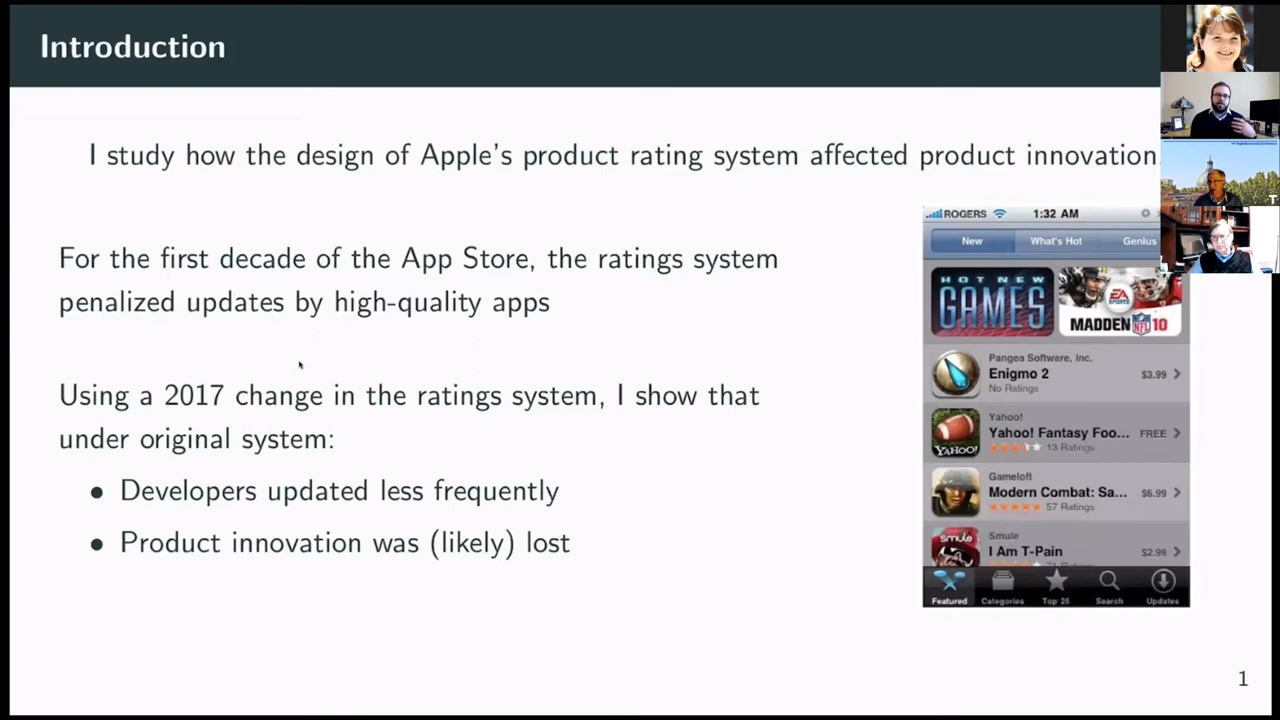 Introduction
I study how the design of Apple's product rating system affected product innovation.
For the first decade of the App Store, the ratings system
penalized updates by high-quality apps
Using a 2017 change in the ratings system, I show that
under original system:
• Developers updated less frequently
• Product innovation was (likely) lost
ROGERS 1:32 AM
New What's Hot Genius
HOT NEW
GAMES
EA
SPORTS
MADDEN NFL 10
Pangea Software, Inc.
Enigmo 2 $3.99
No Ratings
Yahoo!
Yahoo! Fantasy Foo... FREE
YAHOO! 13 Ratings
Gameloft
Modern Combat: Sa... $6.99
57 Ratings
Smule
smule
I Am T-Pain $2.99
Featured Categories Top 25 Search Updates
1
T